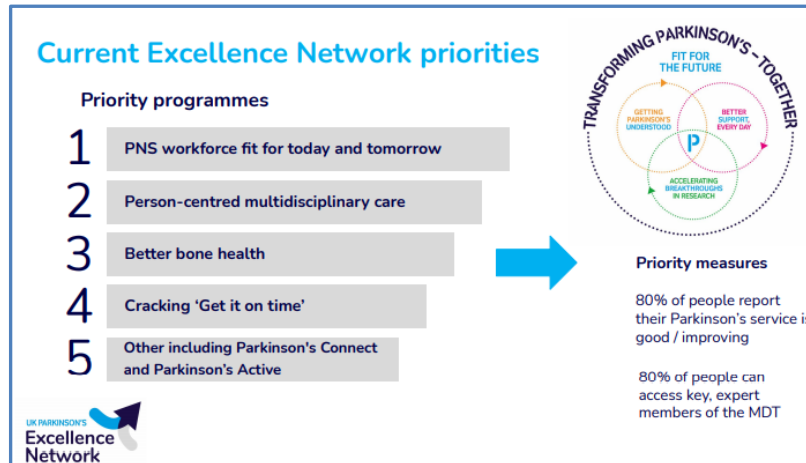 Current Excellence Network priorities
Priority programmes
1 PNS workforce fit for today and tomorrow
2 Person-centred multidisciplinary care
3 Better bone health
4 Cracking ‘Get it on time’
5 Other including Parkinson's Connect
and Parkinson’s Active
UK PARKINSON'S
Excellence
Network
TRANSFORMING PARKINSON'S – TOGETHER
FIT FOR
THE FUTURE
GETTING
PARKINSON'S
UNDERSTOOD
BETTER
SUPPORT,
EVERY DAY
P
ACCELERATING
BREAKTHROUGHS
IN RESEARCH
Priority measures
80% of people report
their Parkinson’s service is
good / improving
80% of people can
access key, expert
members of the MDT